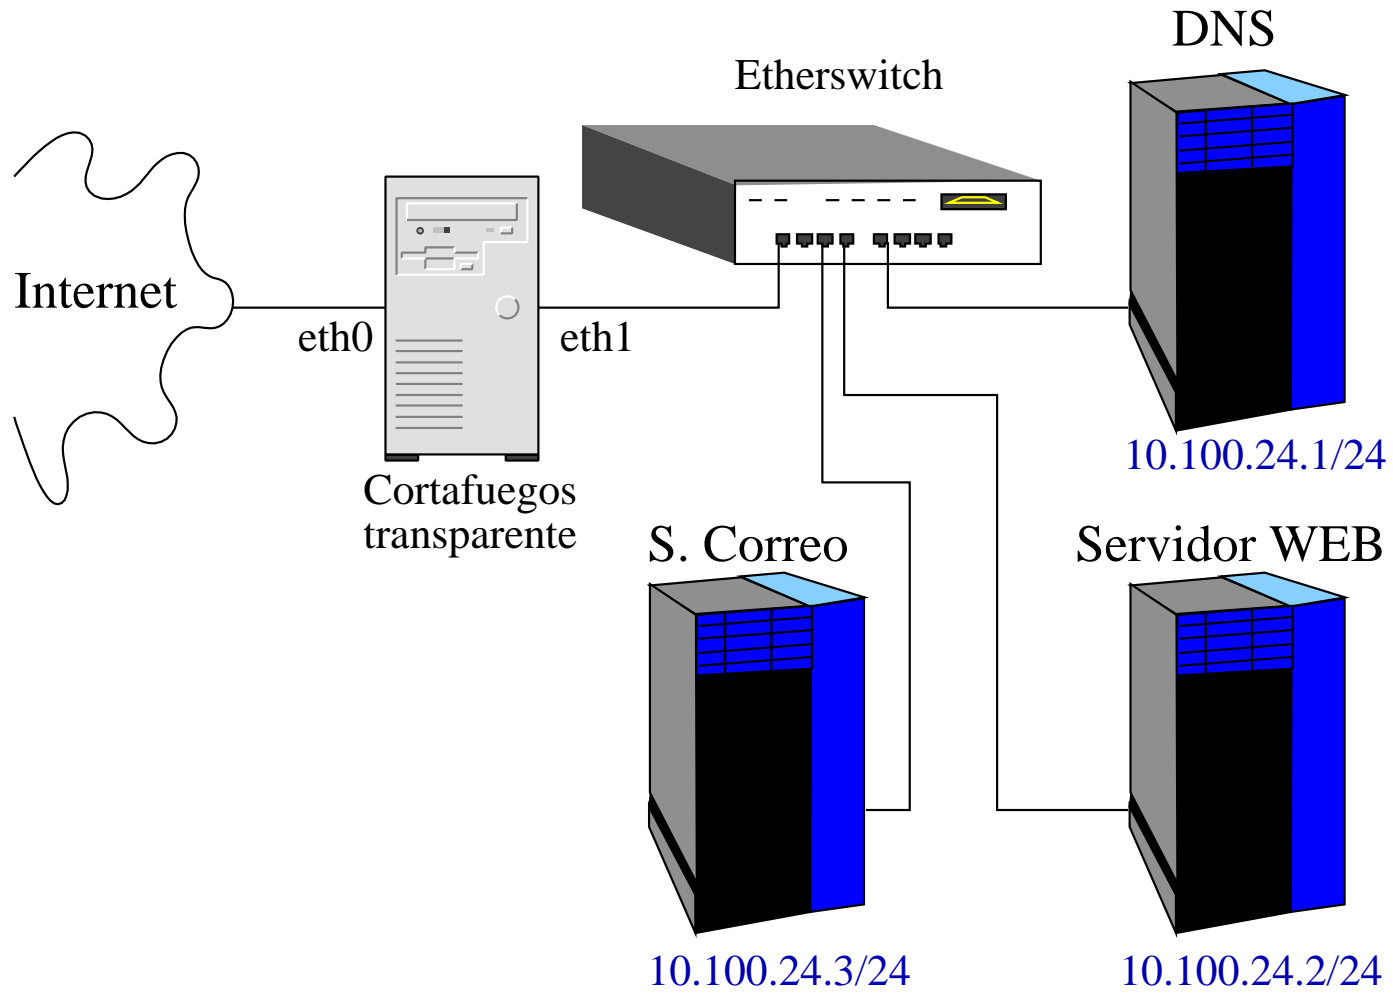 DNS
Etherswitch
Internet
eth0
eth1
10.100.24.1/24
Cortafuegos
transparente
S. Correo
Servidor WEB
10.100.24.3/24
10.100.24.2/24